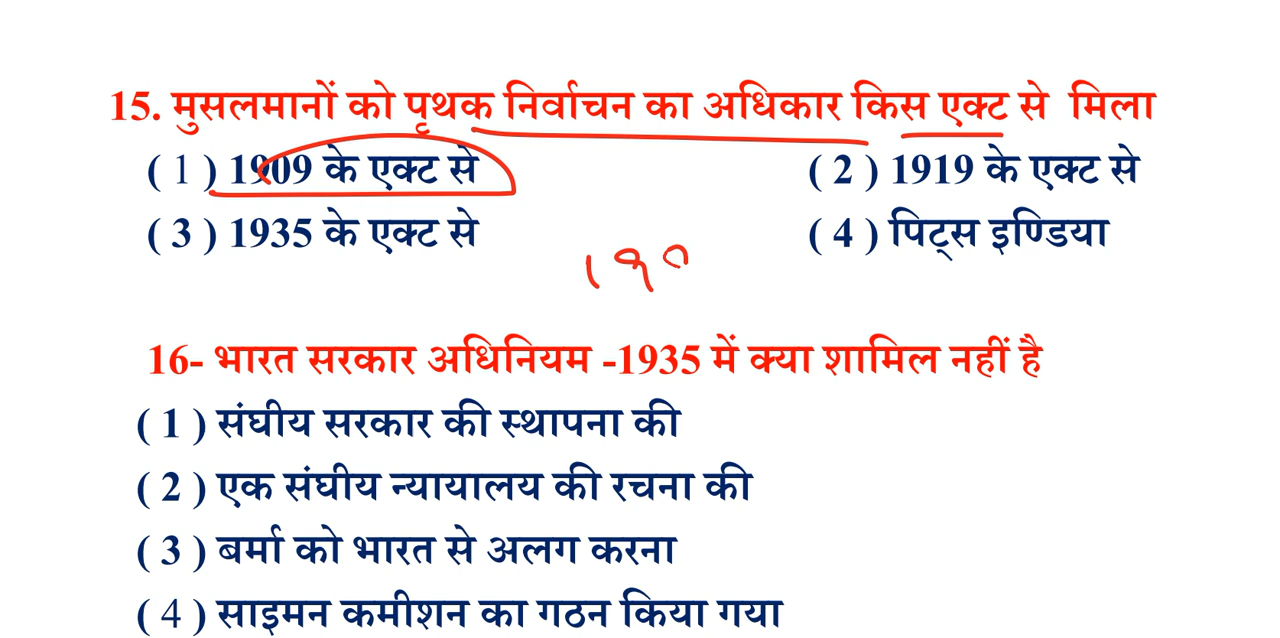 15. मुसलमानों को पृथक निर्वाचन का अधिकार किस एक्ट से मिला
( 1 ) 1909 के एक्ट से ( 2 ) 1919 के एक्ट से
( 3 ) 1935 के एक्ट से ( 4 ) पिट्स इण्डिया
१९०
16- भारत सरकार अधिनियम -1935 में क्या शामिल नहीं है
( 1 ) संघीय सरकार की स्थापना की
( 2 ) एक संघीय न्यायालय की रचना की
( 3 ) बर्मा को भारत से अलग करना
( 4 ) साइमन कमीशन का गठन किया गया